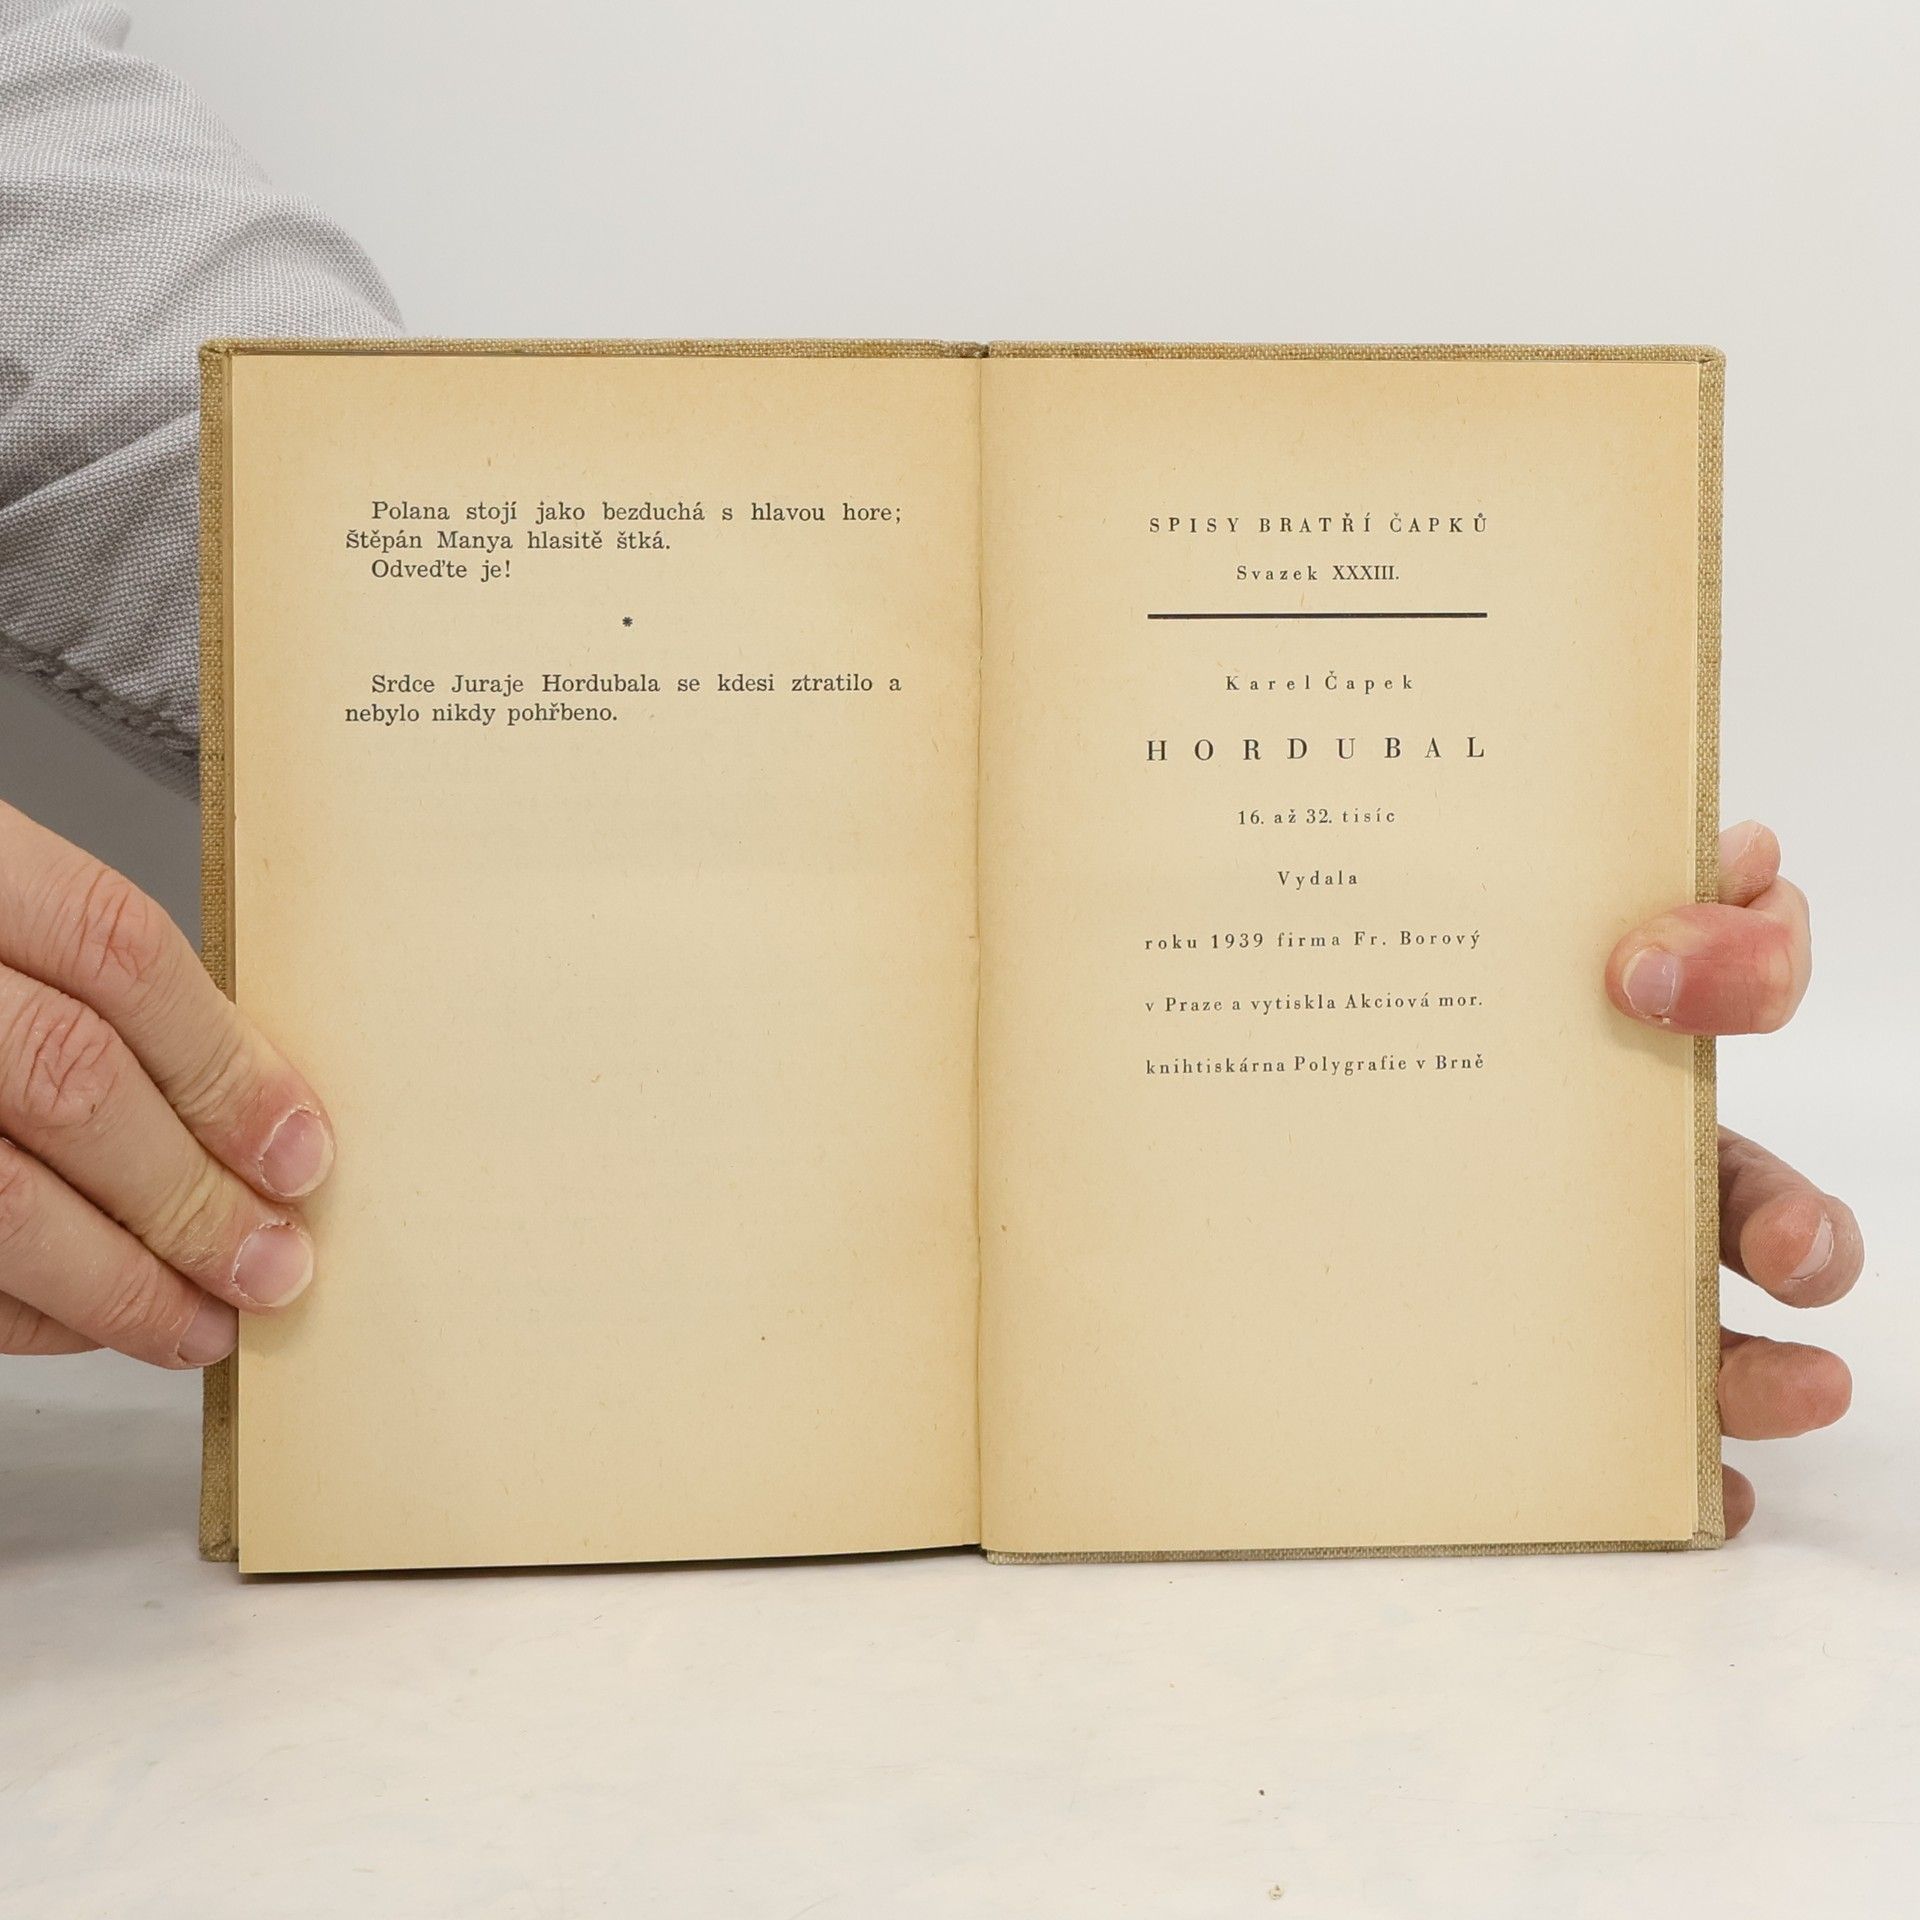 Polana stojí jako bezduchá s hlavou hore;
Štěpán Manya hlasitě štká.
Odveďte je!
*
Srdce Juraje Hordubala se kdesi ztratilo a
nebylo nikdy pohřbeno.
SPISY BRATŘÍ ČAPKŮ
Svazek XXXIII.
Karel Čapek
HORDUBAL
16. až 32. tisíc
Vydala
roku 1939 firma Fr. Borový
v Praze a vytiskla Akciová mor.
knihtiskárna Polygrafie v Brně